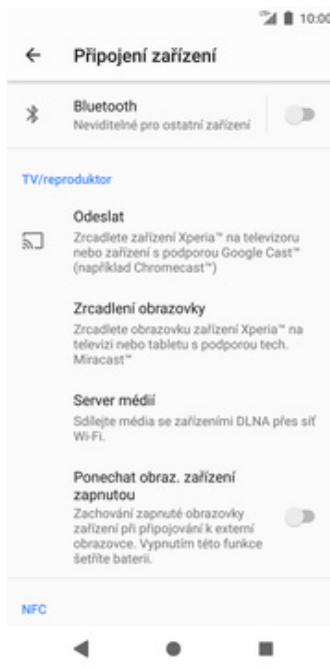 10:00
Připojení zařízení
Bluetooth
Neviditelné pro ostatní zařízení
TV/reproduktor
Odeslat
Zrcadlete zařízení Xperia™ na televizoru
nebo zařízení s podporou Google Cast™
(například Chromecast™)
Zrcadlení obrazovky
Zrcadlete obrazovku zařízení Xperia™ na
televizi nebo tabletu s podporou tech.
Miracast™
Server médií
Sdílejte média se zařízeními DLNA přes síť
Wi-Fi.
Ponechat obraz. zařízení
zapnutou
Zachování zapnuté obrazovky
zařízení při připojování k externí
obrazovce. Vypnutím této funkce
šetříte baterii.
NFC